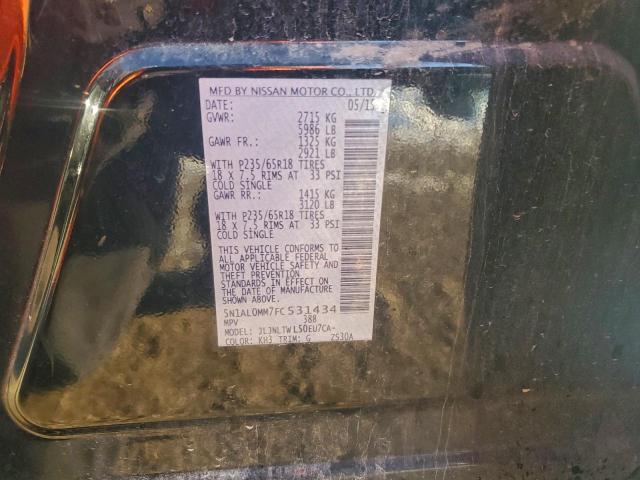 MFD BY NISSAN MOTOR CO., LTD.
DATE: 05/15
GVWR: 2715 KG
5986 LB
GAWR FR.: 1325 KG
2921 LB
WITH P235/65R18 TIRES
18 X 7.5 RIMS AT 33 PSI
COLD SINGLE
GAWR RR.: 1415 KG
3120 LB
WITH P235/65R18 TIRES
18 X 7.5 RIMS AT 33 PSI
COLD SINGLE
THIS VEHICLE CONFORMS TO
ALL APPLICABLE FEDERAL
MOTOR VEHICLE SAFETY AND
THEFT PREVENTION
STANDARDS IN EFFECT ON THE
DATE OF MANUFACTURE
SHOWN ABOVE.
5N1AL0MM7FC531434
MPV 388
MODEL: JLJNLTWL50EU7CA-
COLOR: KH3 TRIM: G ZS30A